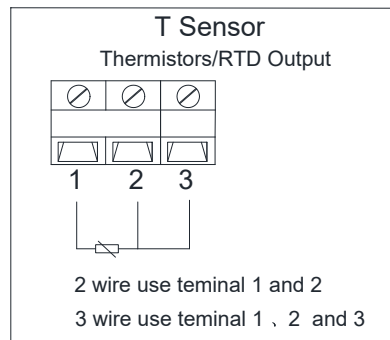 T Sensor
Thermistors/RTD Output
1 2 3
2 wire use teminal 1 and 2
3 wire use teminal 1 、2 and 3